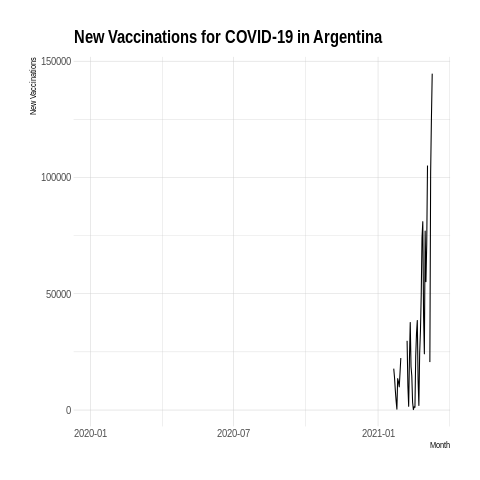 New Vaccinations for COVID-19 in Argentina
New Vaccinations
150000
100000
50000
0
2020-01 2020-07 2021-01
Month